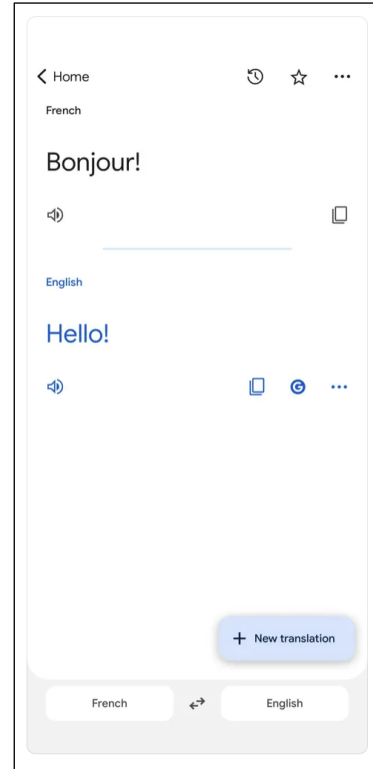 Home
French
Bonjour!
English
Hello!
G
+ New translation
French
English